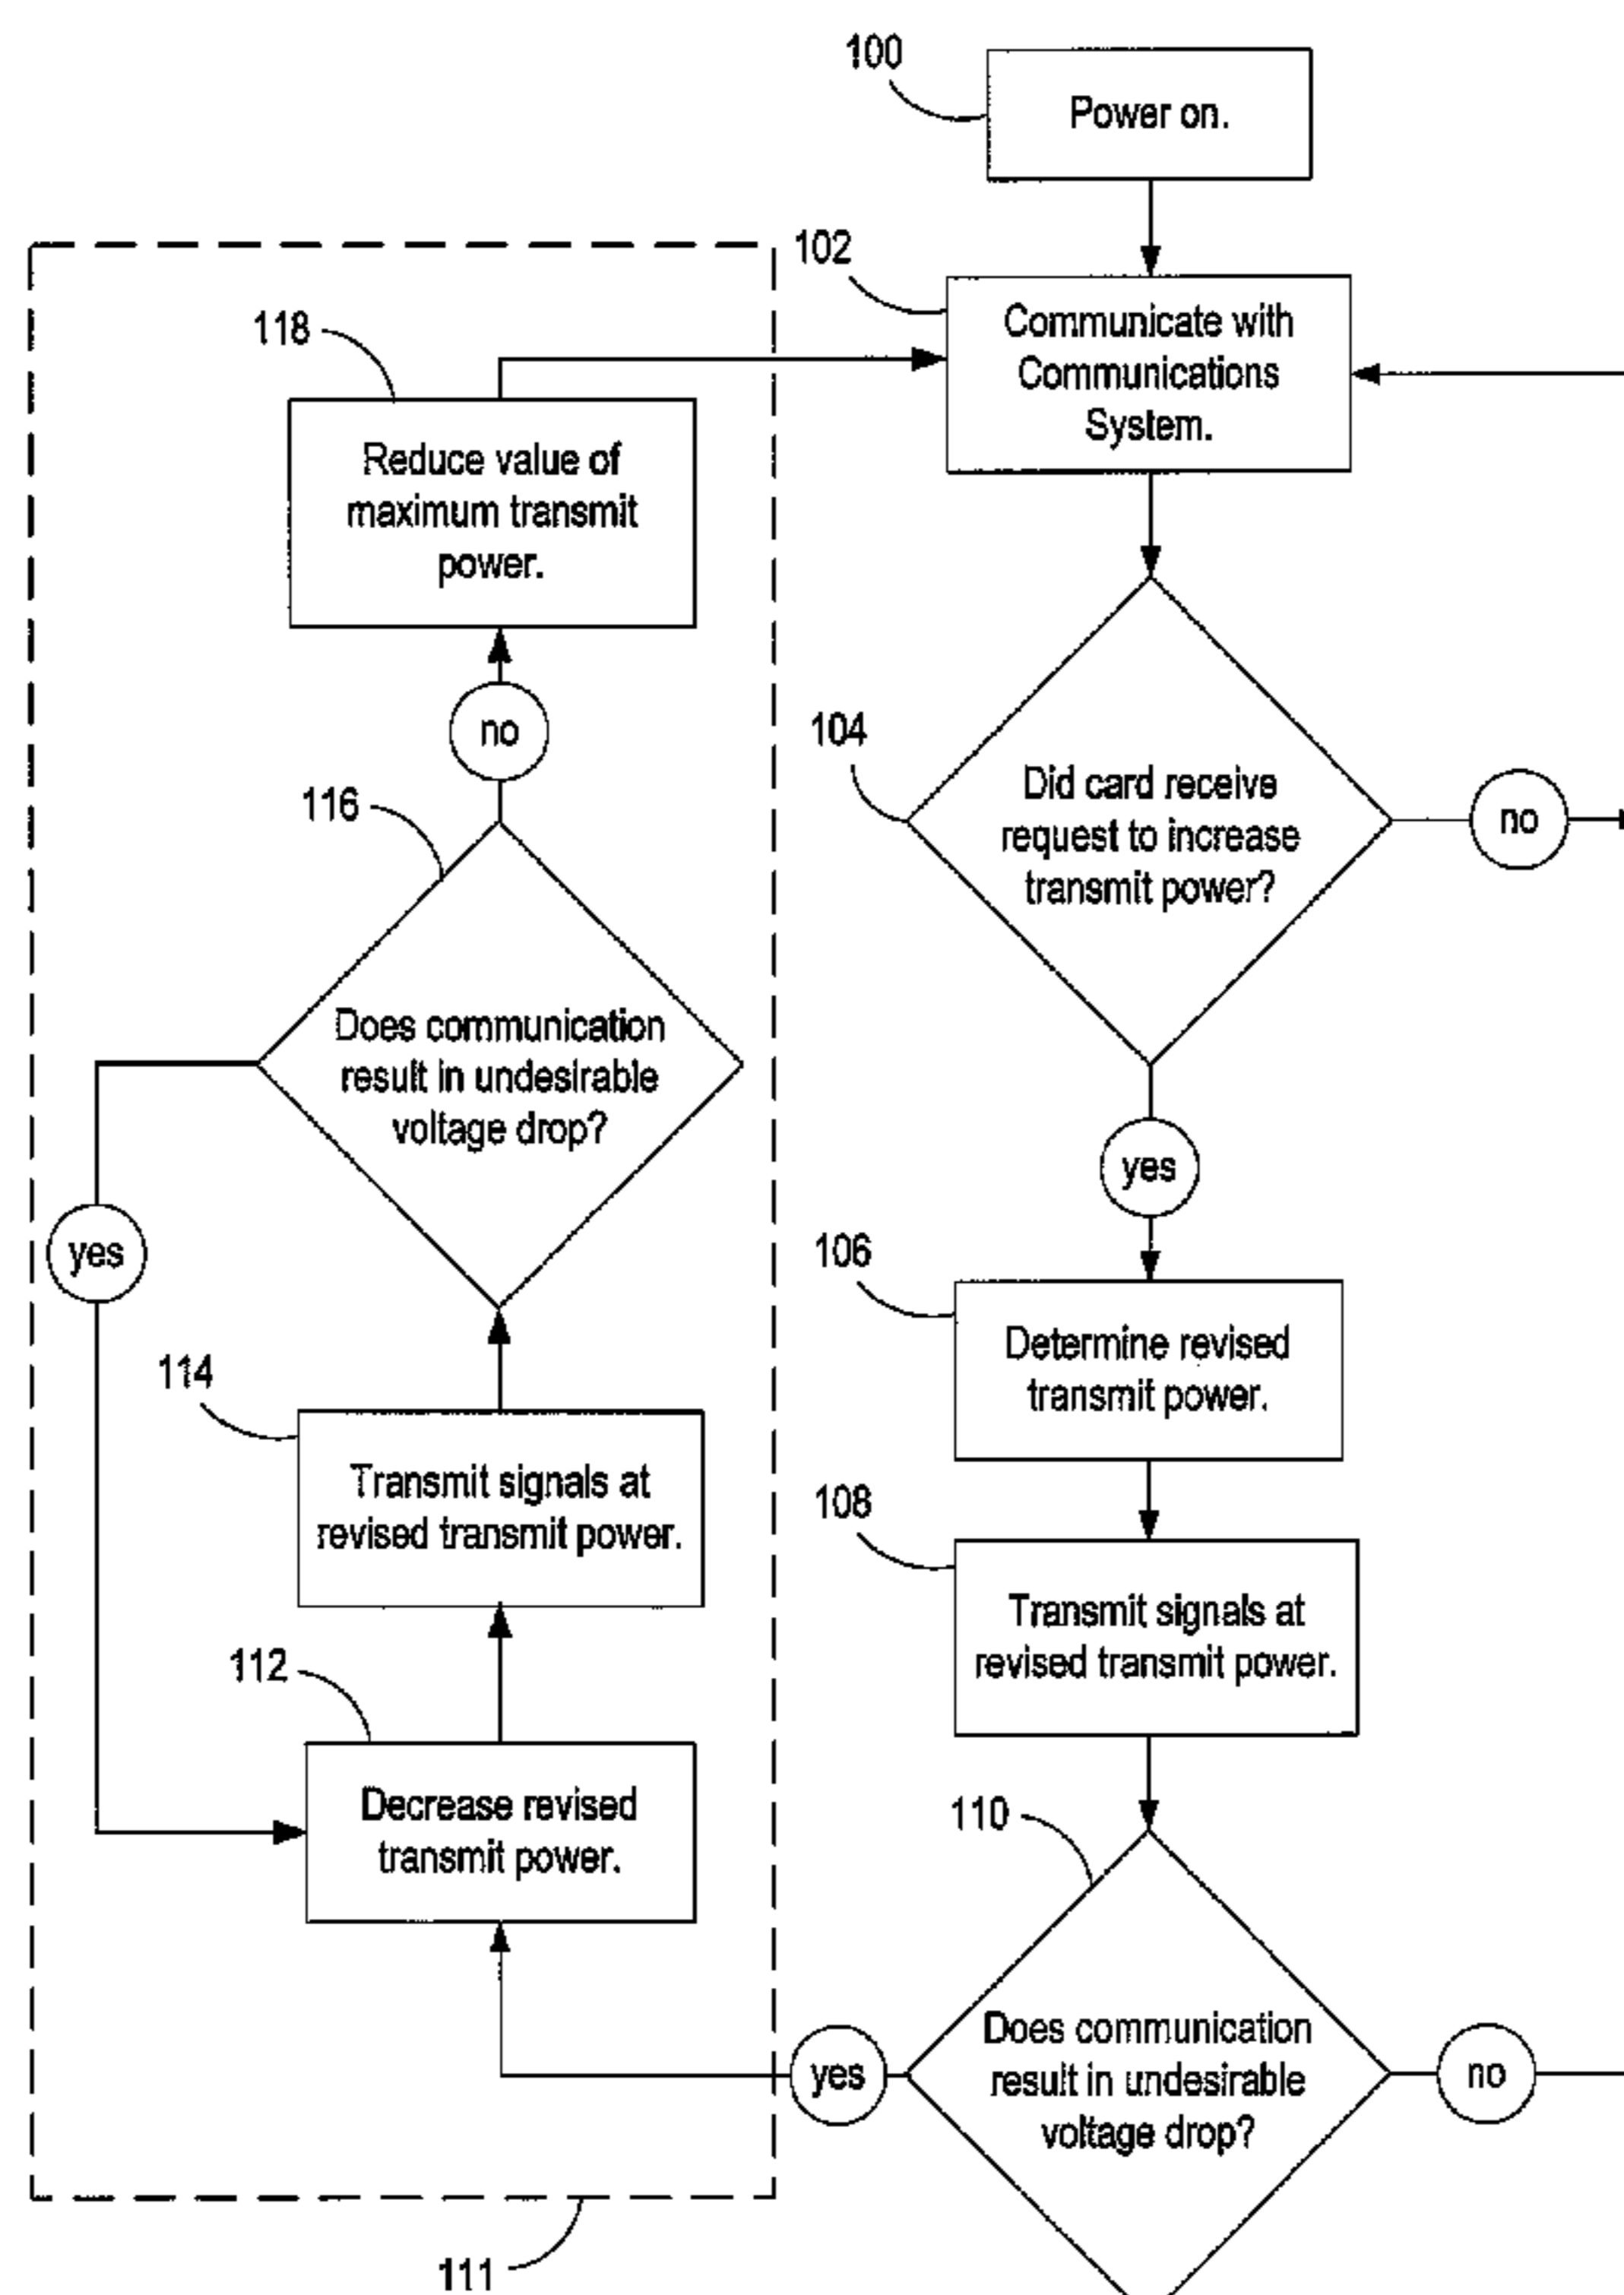 100
Power on.
102
Communicate with
Communications
System.
118
Reduce value of
maximum transmit
power.
no
104
Did card receive
request to increase
transmit power?
no
116
Does communication
result in undesirable
voltage drop?
yes
yes
106
Determine revised
transmit power.
114
Transmit signals at
revised transmit power.
108
Transmit signals at
revised transmit power.
112
Decrease revised
transmit power.
110
Does communication
result in undesirable
voltage drop?
yes
no
111